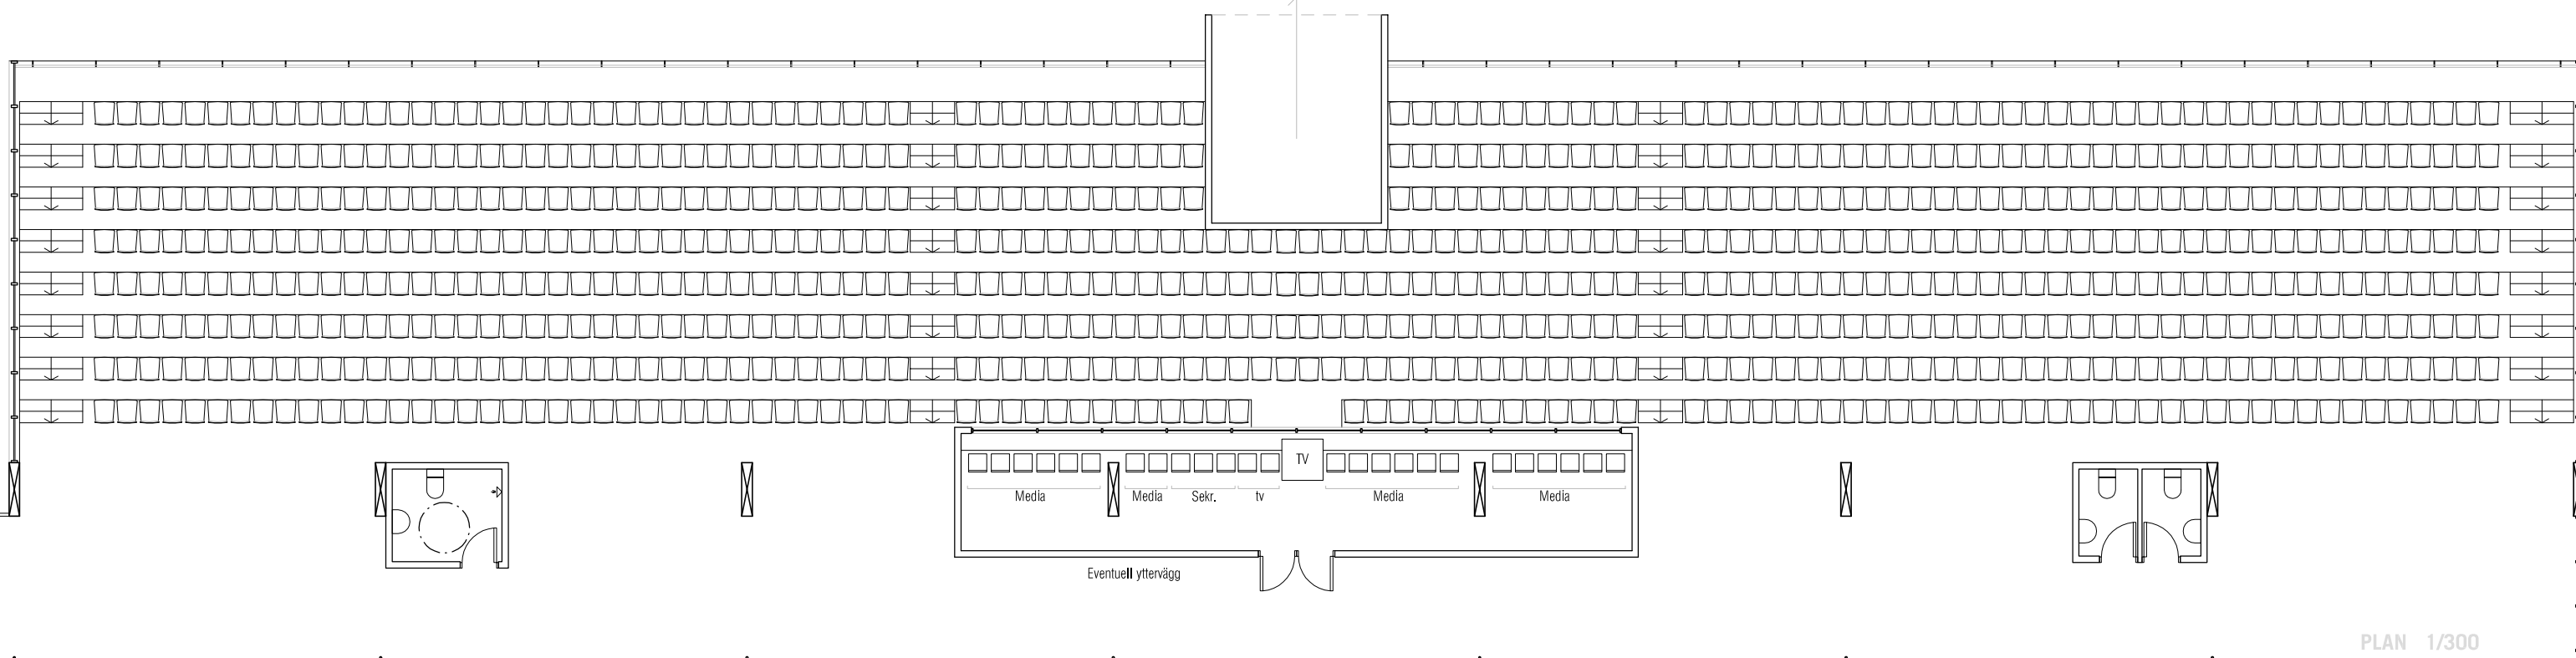 TV
Media
Media
Sekr.
tv
Media
Media
Eventuell yttervägg
PLAN 1/300